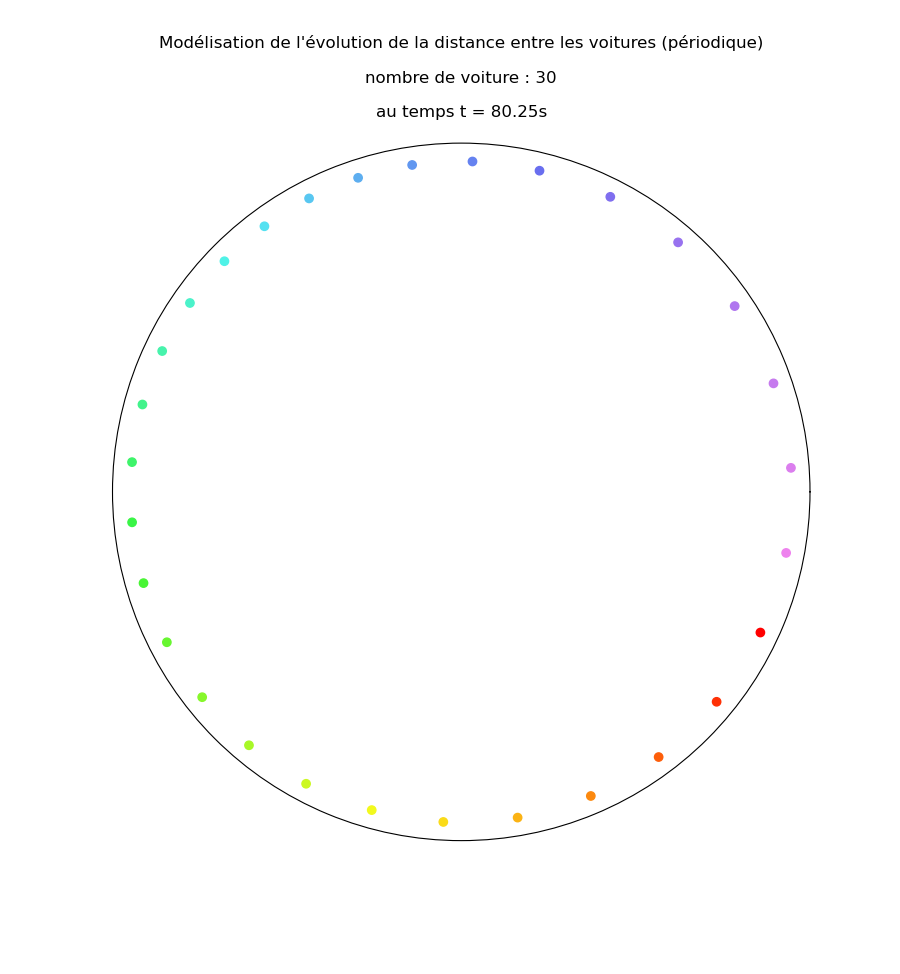 Modélisation de l'évolution de la distance entre les voitures (périodique)
nombre de voiture : 30
au temps t = 80.25s